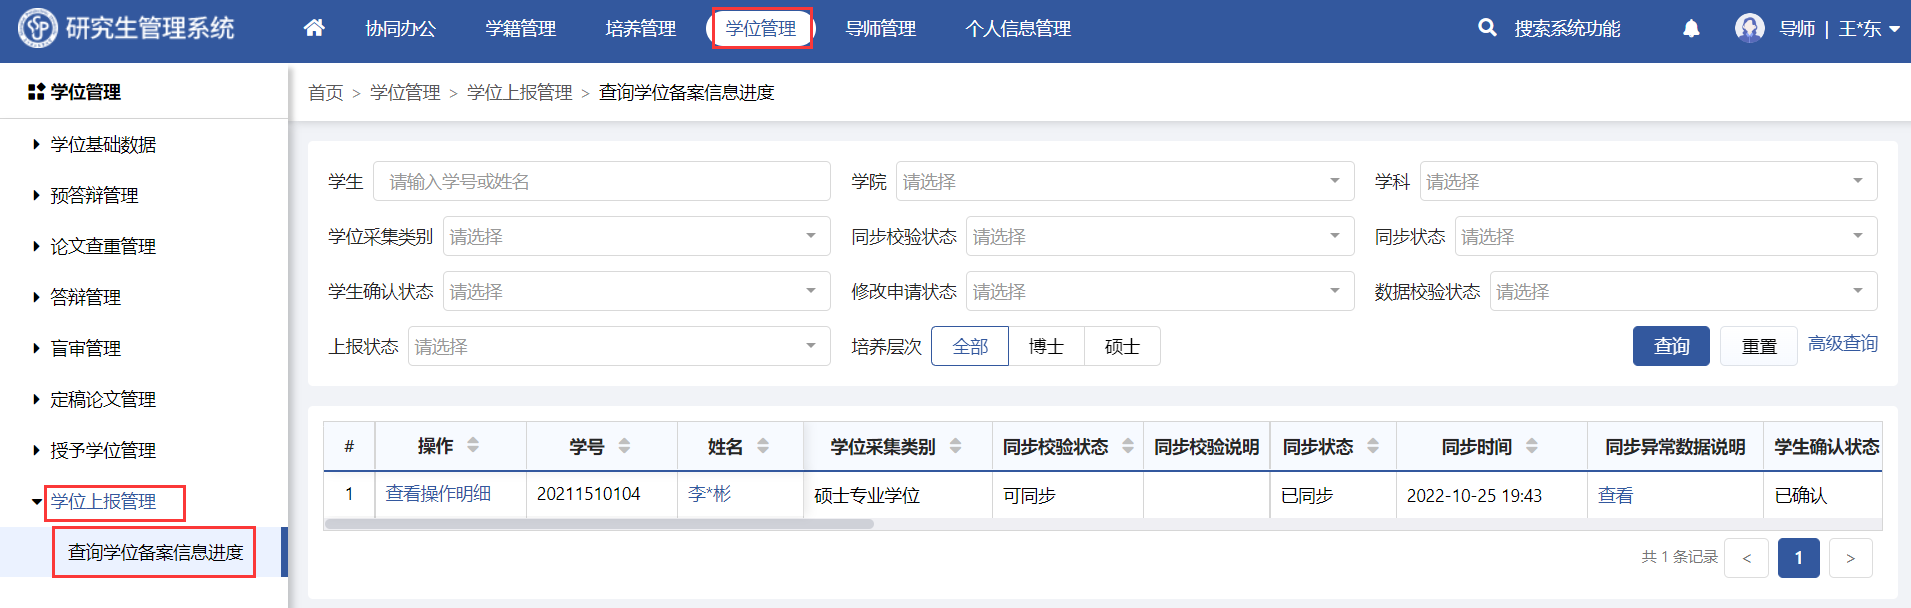 研究生管理系统 协同办公 学籍管理 培养管理 学位管理 导师管理 个人信息管理 搜索系统功能 导师 | 王*东
学位管理
学位基础数据
预答辩管理
论文查重管理
答辩管理
盲审管理
定稿论文管理
授予学位管理
学位上报管理
查询学位备案信息进度
首页 > 学位管理 > 学位上报管理 > 查询学位备案信息进度
学生 请输入学号或姓名 学院 请选择 学科 请选择
学位采集类别 请选择 同步校验状态 请选择 同步状态 请选择
学生确认状态 请选择 修改申请状态 请选择 数据校验状态 请选择
上报状态 请选择 培养层次 全部 博士 硕士 查询 重置 高级查询
# 操作 学号 姓名 学位采集类别 同步校验状态 同步校验说明 同步状态 同步时间 同步异常数据说明 学生确认状态
1 查看操作明细 20211510104 李*彬 硕士专业学位 可同步 已同步 2022-10-25 19:43 查看 已确认
共 1 条记录 < 1 >